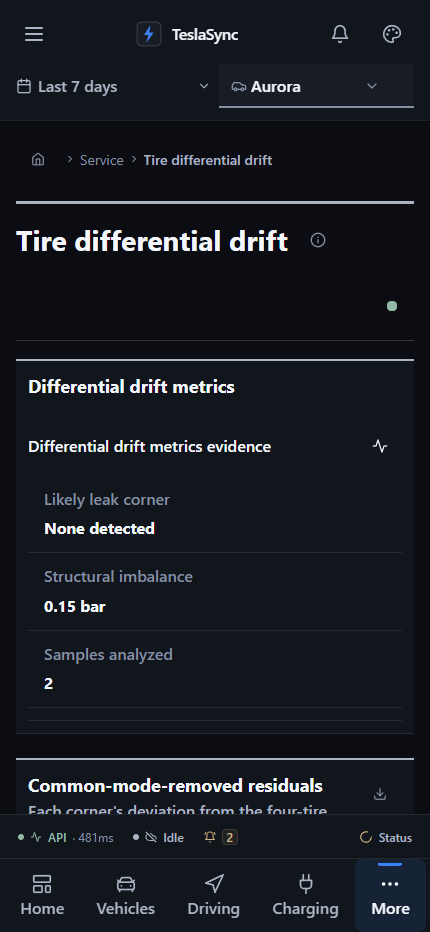 TeslaSync
Last 7 days
Aurora
Service
Tire differential drift
Tire differential drift
Differential drift metrics
Differential drift metrics evidence
Likely leak corner
None detected
Structural imbalance
0.15 bar
Samples analyzed
2
Common-mode-removed residuals
Each corner's deviation from the four-tire
API · 481ms
Idle
2
Status
Home
Vehicles
Driving
Charging
More